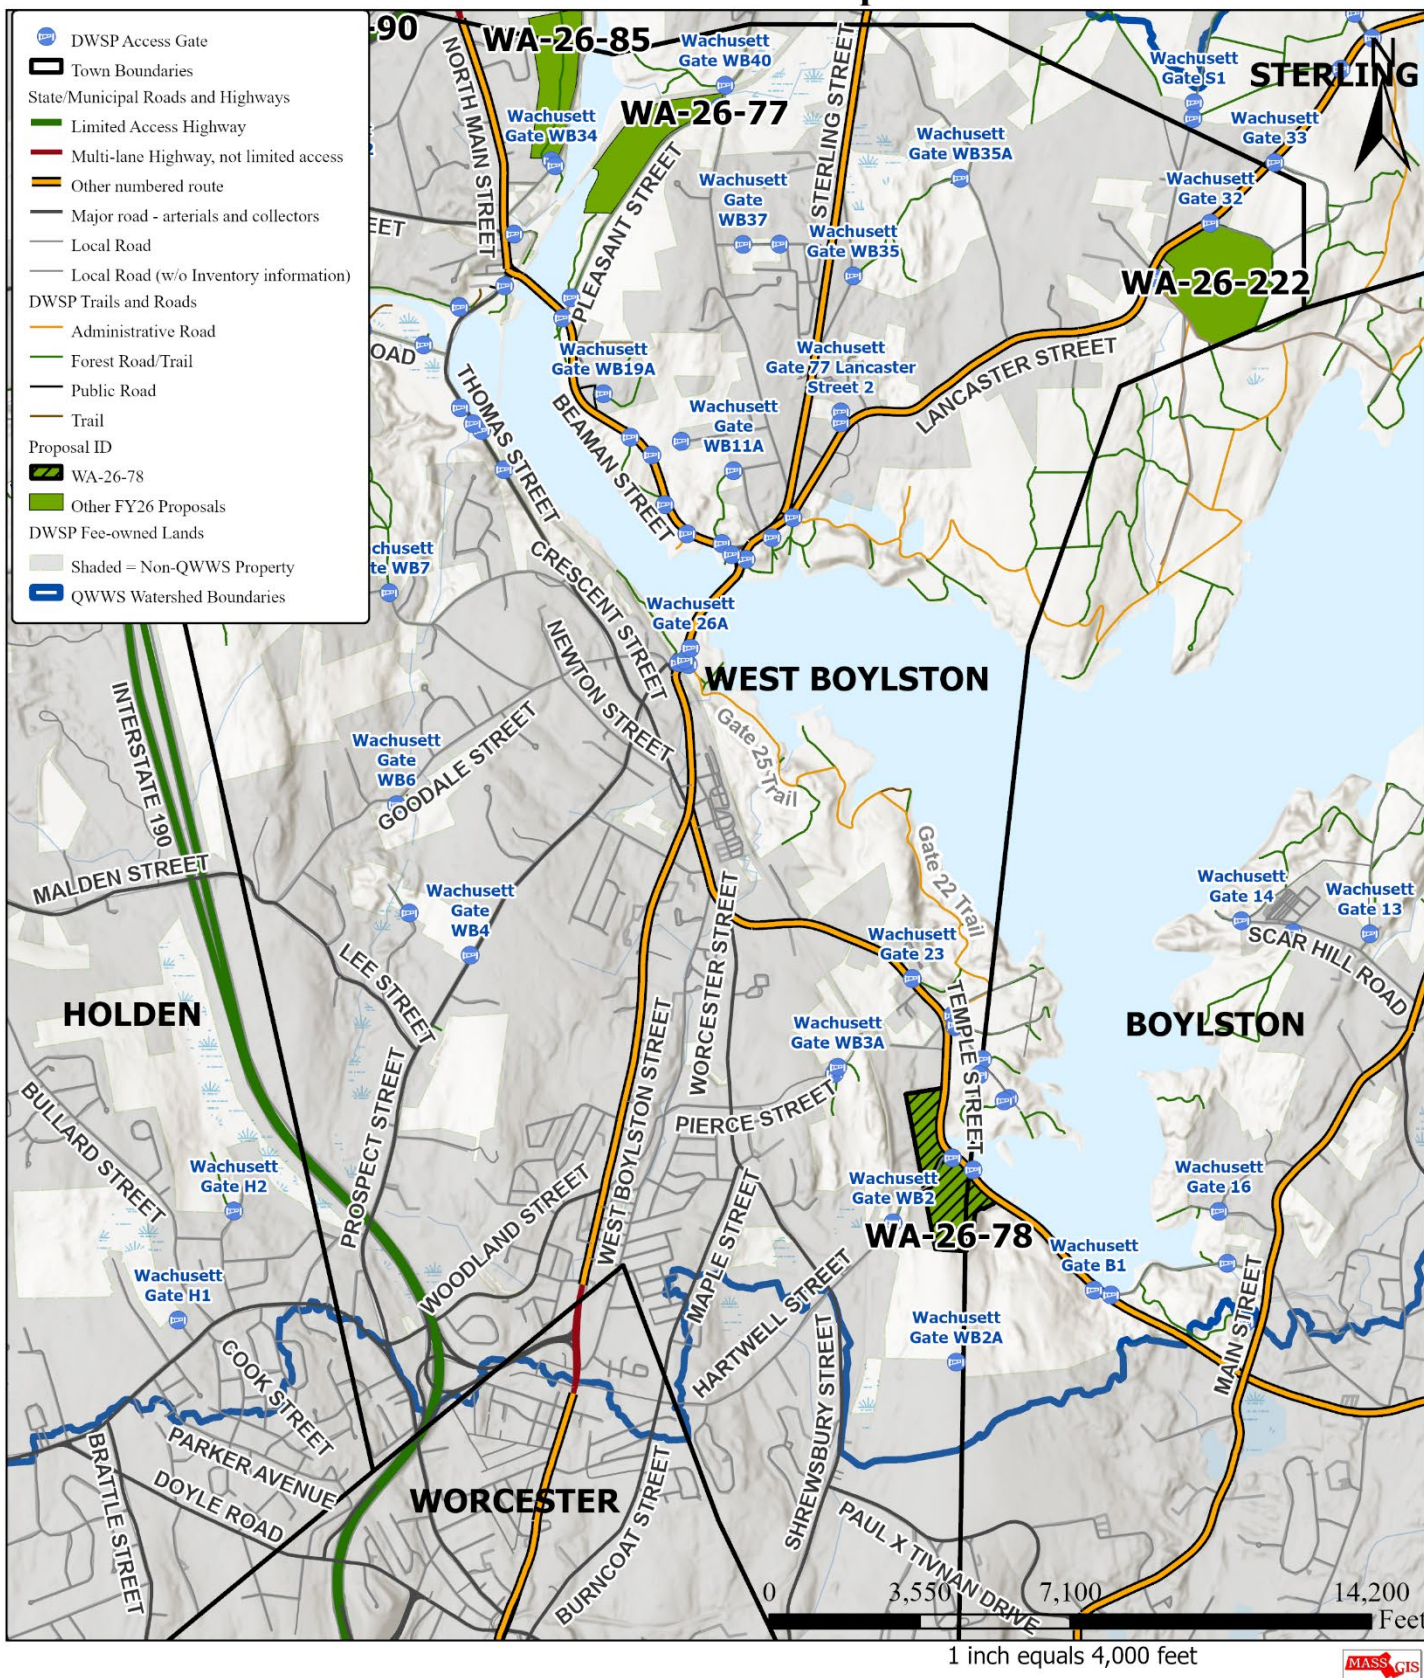 -90
WA-26-85
Wachusett
Gate WB40
Wachusett
Gate S1
STERLING
N
DWSP Access Gate
Town Boundaries
State/Municipal Roads and Highways
Limited Access Highway
Multi-lane Highway, not limited access
Other numbered route
Major road - arterials and collectors
Local Road
Local Road (w/o Inventory information)
DWSP Trails and Roads
Administrative Road
Forest Road/Trail
Public Road
Trail
Proposal ID
WA-26-78
Other FY26 Proposals
DWSP Fee-owned Lands
Shaded = Non-QWWS Property
QWWS Watershed Boundaries
NORTH MAIN STREET
WA-26-77
STERLING STREET
Wachusett
Gate WB34
Wachusett
Gate WB35A
Wachusett
Gate 33
Wachusett
Gate 32
Wachusett
Gate
WB37
PLEASANT STREET
Wachusett
Gate WB35
EET
WA-26-222
OAD
Wachusett
Gate WB19A
Wachusett
Gate 77 Lancaster
Street 2
LANCASTER STREET
THOMAS STREET
BEAMAN STREET
Wachusett
Gate
WB11A
chusett
te WB7
CRESCENT STREET
Wachusett
Gate 26A
NEWTON STREET
WEST BOYLSTON
INTERSTATE 190
Gate 25 Trail
Wachusett
Gate
WB6
GOODALE STREET
Gate 22 Trail
MALDEN STREET
Wachusett
Gate
WB4
Wachusett
Gate 14
Wachusett
Gate 13
SCAR HILL ROAD
WORCESTER STREET
Wachusett
Gate 23
LEE STREET
HOLDEN
TEMPLE STREET
BOYLSTON
WORCESTER STREET
Wachusett
Gate WB3A
WEST BOYLSTON STREET
PROSPECT STREET
BULLARD STREET
PIERCE STREET
Wachusett
Gate H2
Wachusett
Gate WB2
Wachusett
Gate 16
WA-26-78
WOODLAND STREET
MAPLE STREET
Wachusett
Gate B1
Wachusett
Gate H1
HARTWELL STREET
Wachusett
Gate WB2A
MAIN STREET
COOK STREET
SHREWSBURY STREET
PARKER AVENUE
BRATTLE STREET
DOYLE ROAD
WORCESTER
BURNCOAT STREET
PAUL X TIVNAN DRIVE
0 3,550 7,100 14,200
Feet
1 inch equals 4,000 feet
MASS GIS